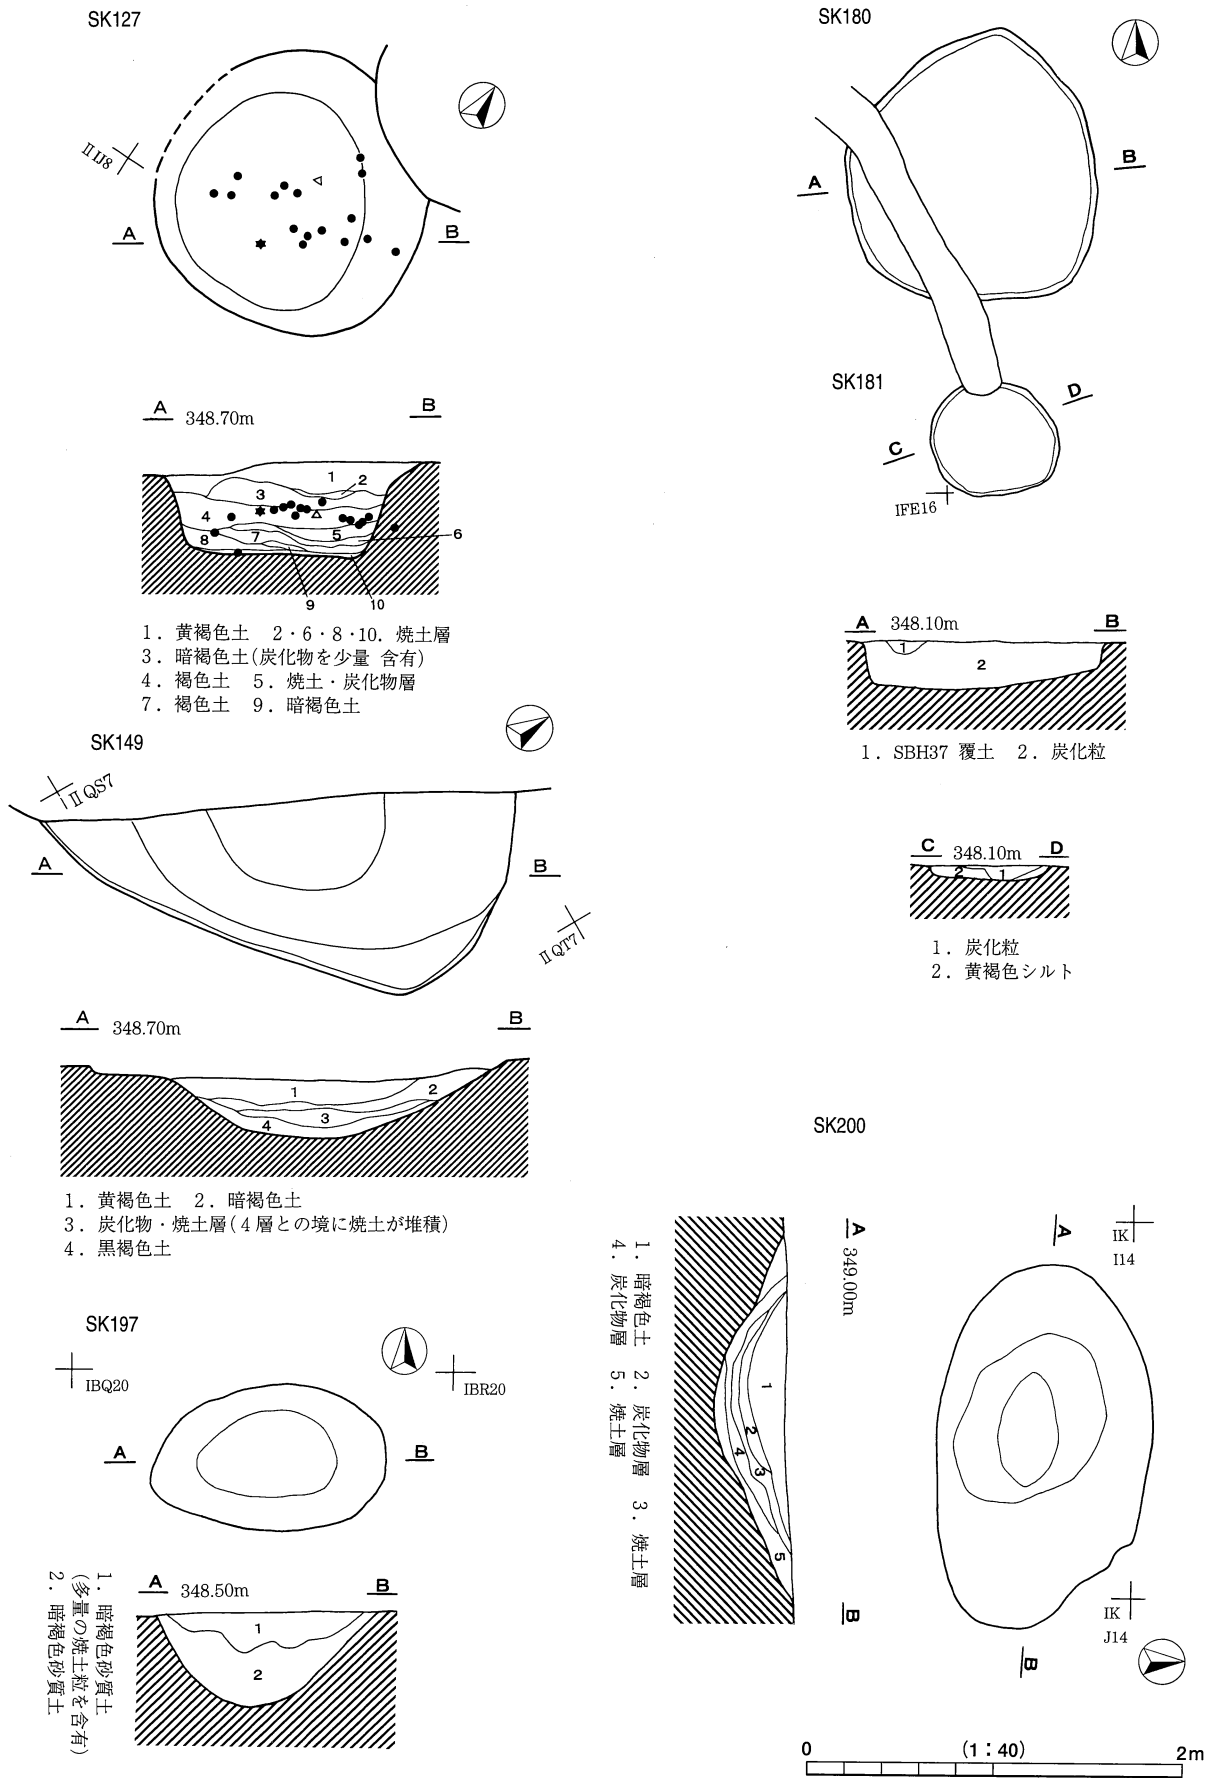 SK127
ⅡIJ8
A
B
A 348.70m B
1
2
3
4
5
6
7
8
9
10
1．黄褐色土　2・6・8・10．焼土層
3．暗褐色土(炭化物を少量 含有)
4．褐色土　5．焼土・炭化物層
7．褐色土　9．暗褐色土
SK149
ⅡQS7
A
B
ⅡQT7
A 348.70m B
1
2
3
4
1．黄褐色土　2．暗褐色土
3．炭化物・焼土層(4層との境に焼土が堆積)
4．黒褐色土
SK197
IBQ20
IBR20
A
B
A 348.50m B
1
2
1．暗褐色砂質土
(多量の焼土粒を含有)
2．暗褐色砂質土
SK180
A
B
SK181
C
D
IFE16
A 348.10m B
1
2
1．SBH37 覆土　2．炭化粒
C 348.10m D
2
1
1．炭化粒
2．黄褐色シルト
SK200
A 349.00m B
1
2
3
4
5
1．暗褐色土　2．炭化物層　3．焼土層
4．炭化物層　5．焼土層
A
IK
I14
IK
J14
B
0 (1：40) 2m